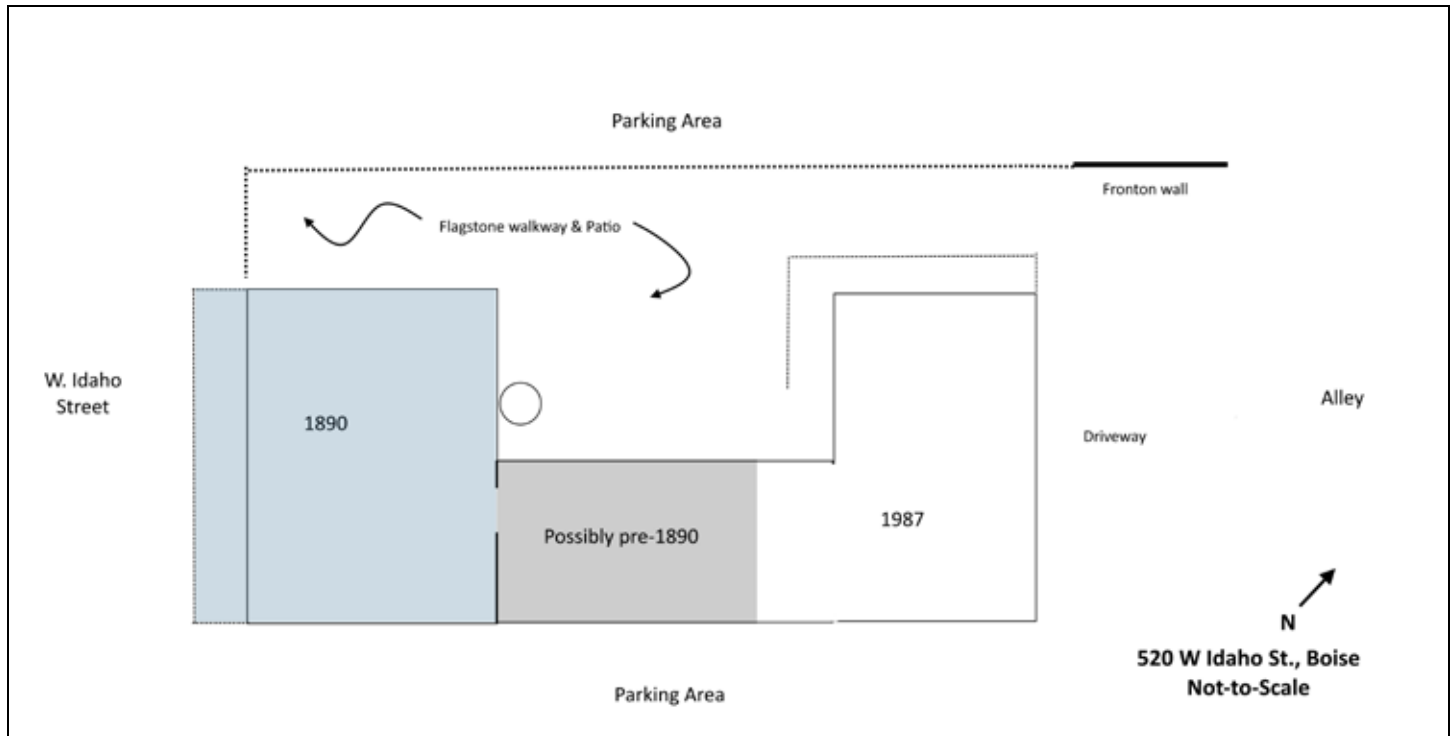 Parking Area
Fronton wall
Flagstone walkway & Patio
W. Idaho
Street
1890
Alley
Driveway
1987
Possibly pre-1890
N
520 W Idaho St., Boise
Not-to-Scale
Parking Area